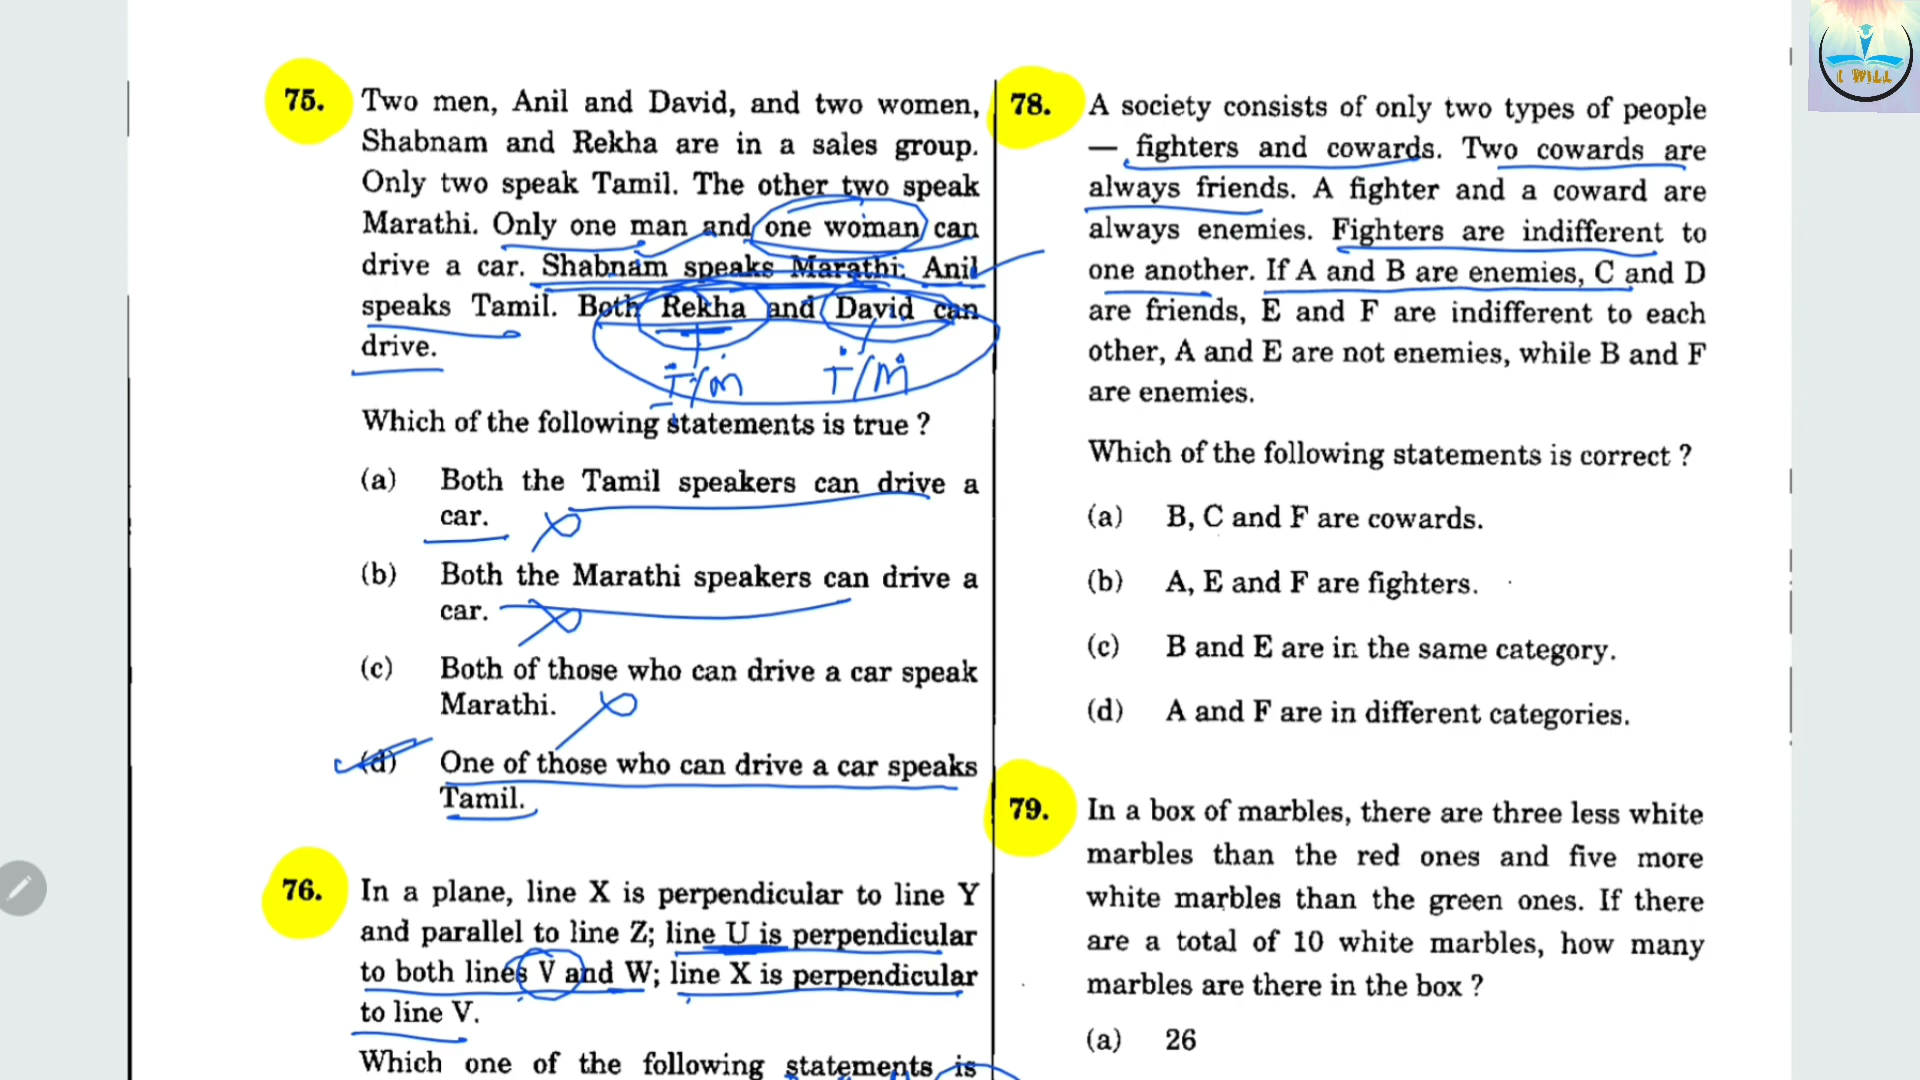 75.
Two men, Anil and David, and two women,
Shabnam and Rekha are in a sales group.
Only two speak Tamil. The other two speak
Marathi. Only one man and one woman can
drive a car. Shabnam speaks Marathi. Anil
speaks Tamil. Both Rekha and David can
drive.
T/m
T/M
Which of the following statements is true ?
(a) Both the Tamil speakers can drive a
car.
(b) Both the Marathi speakers can drive a
car.
(c) Both of those who can drive a car speak
Marathi.
(d) One of those who can drive a car speaks
Tamil.
76.
In a plane, line X is perpendicular to line Y
and parallel to line Z; line U is perpendicular
to both lines V and W; line X is perpendicular
to line V.
Which one of the following statements is
78.
A society consists of only two types of people
— fighters and cowards. Two cowards are
always friends. A fighter and a coward are
always enemies. Fighters are indifferent to
one another. If A and B are enemies, C and D
are friends, E and F are indifferent to each
other, A and E are not enemies, while B and F
are enemies.
Which of the following statements is correct ?
(a) B, C and F are cowards.
(b) A, E and F are fighters.
(c) B and E are in the same category.
(d) A and F are in different categories.
79.
In a box of marbles, there are three less white
marbles than the red ones and five more
white marbles than the green ones. If there
are a total of 10 white marbles, how many
marbles are there in the box ?
(a) 26
I WILL